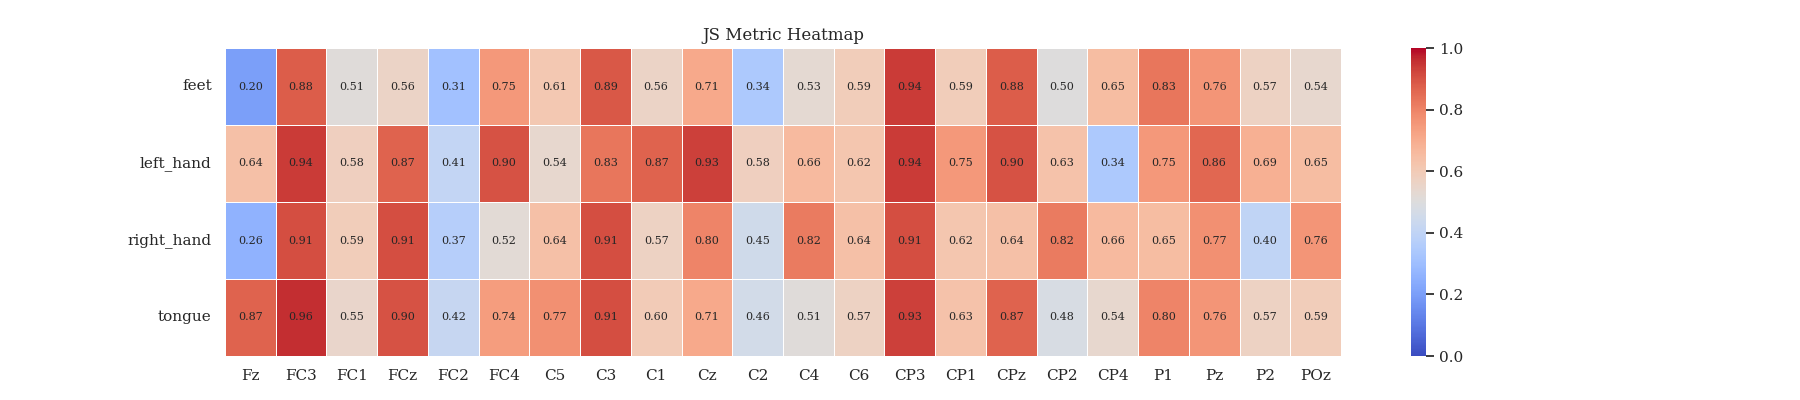 JS Metric Heatmap
feet 0.20 0.88 0.51 0.56 0.31 0.75 0.61 0.89 0.56 0.71 0.34 0.53 0.59 0.94 0.59 0.88 0.50 0.65 0.83 0.76 0.57 0.54
left_hand 0.64 0.94 0.58 0.87 0.41 0.90 0.54 0.83 0.87 0.93 0.58 0.66 0.62 0.94 0.75 0.90 0.63 0.34 0.75 0.86 0.69 0.65
right_hand 0.26 0.91 0.59 0.91 0.37 0.52 0.64 0.91 0.57 0.80 0.45 0.82 0.64 0.91 0.62 0.64 0.82 0.66 0.65 0.77 0.40 0.76
tongue 0.87 0.96 0.55 0.90 0.42 0.74 0.77 0.91 0.60 0.71 0.46 0.51 0.57 0.93 0.63 0.87 0.48 0.54 0.80 0.76 0.57 0.59
Fz FC3 FC1 FCz FC2 FC4 C5 C3 C1 Cz C2 C4 C6 CP3 CP1 CPz CP2 CP4 P1 Pz P2 POz
1.0
0.8
0.6
0.4
0.2
0.0